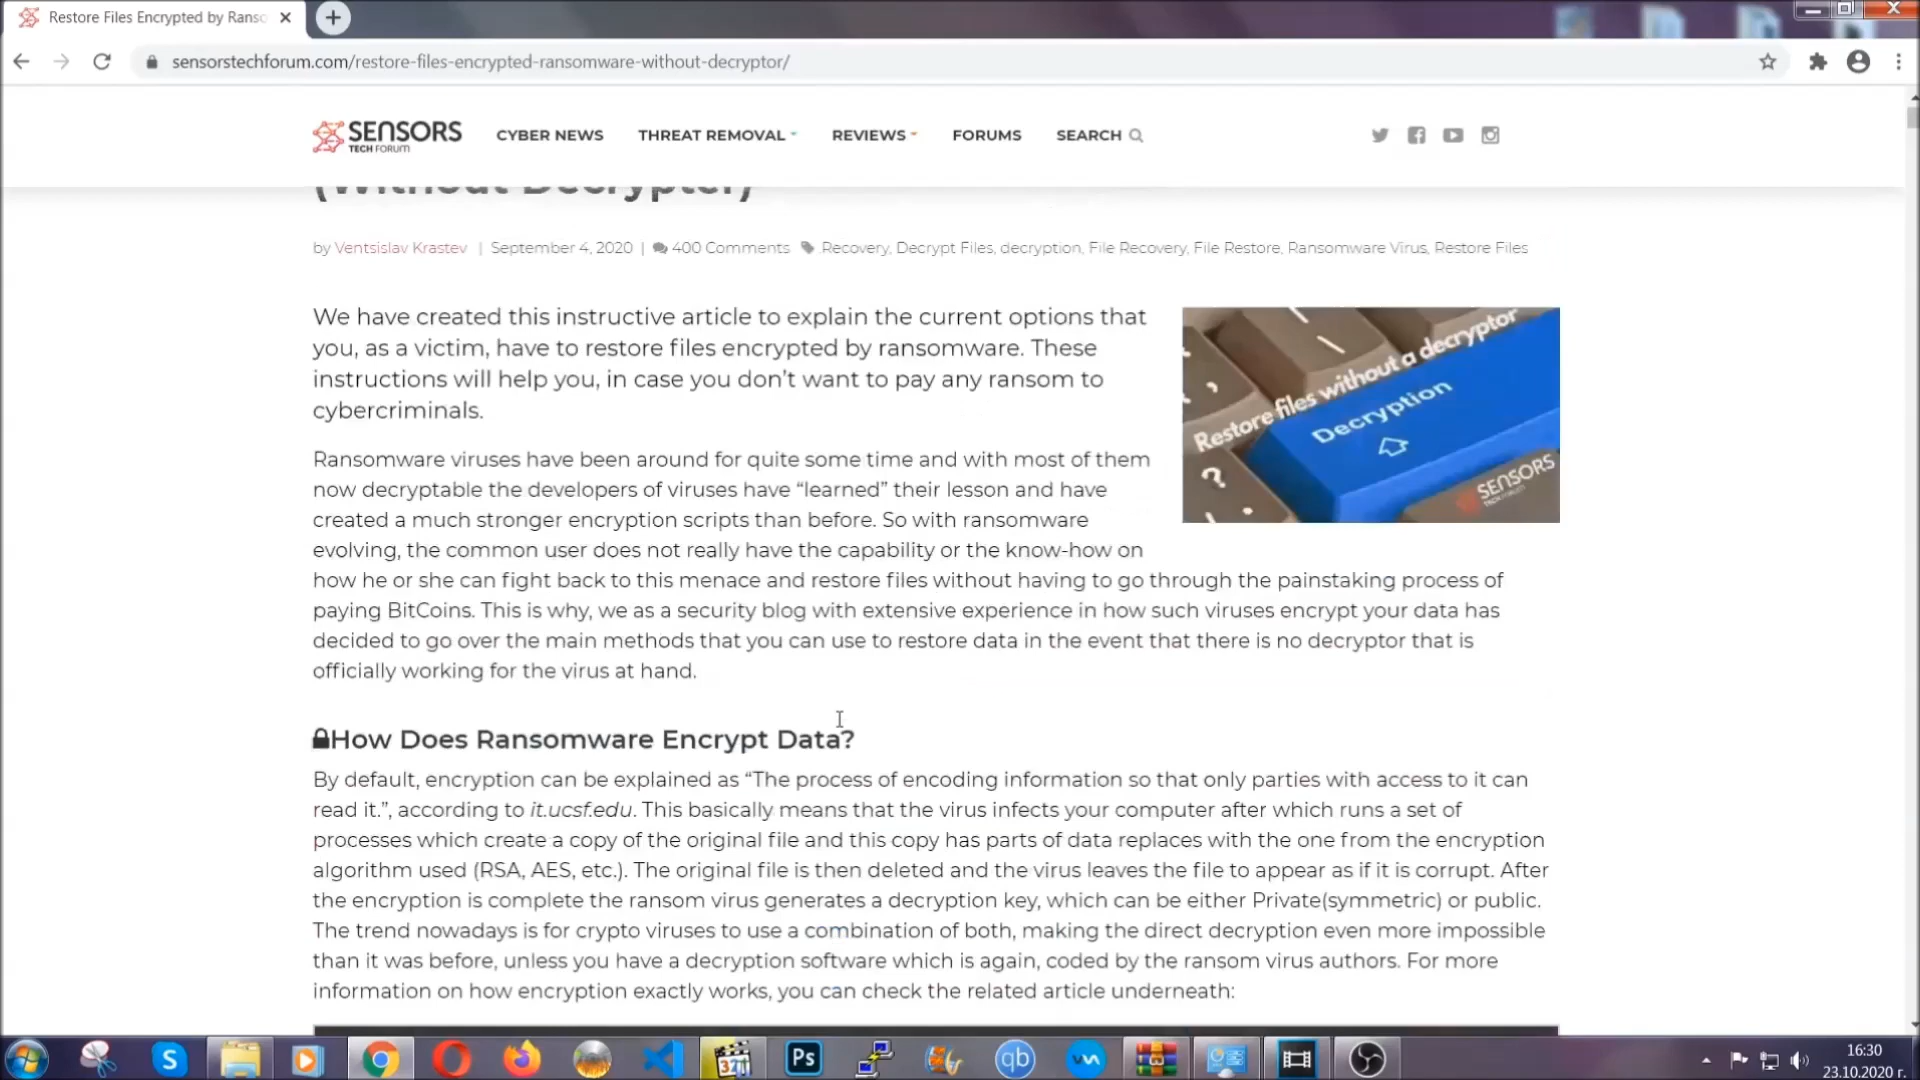 Restore Files Encrypted by Ranso
sensorstechforum.com/restore-files-encrypted-ransomware-without-decryptor/
SENSORS
TECH FORUM
CYBER NEWS THREAT REMOVAL REVIEWS FORUMS SEARCH
(Without Decrypter)
by Ventsislav Krastev | September 4, 2020 | 400 Comments Recovery, Decrypt Files, decryption, File Recovery, File Restore, Ransomware Virus, Restore Files
We have created this instructive article to explain the current options that
you, as a victim, have to restore files encrypted by ransomware. These
instructions will help you, in case you don’t want to pay any ransom to
cybercriminals.
Restore files without a decryptor
Decryption
SENSORS
Ransomware viruses have been around for quite some time and with most of them
now decryptable the developers of viruses have “learned” their lesson and have
created a much stronger encryption scripts than before. So with ransomware
evolving, the common user does not really have the capability or the know-how on
how he or she can fight back to this menace and restore files without having to go through the painstaking process of
paying BitCoins. This is why, we as a security blog with extensive experience in how such viruses encrypt your data has
decided to go over the main methods that you can use to restore data in the event that there is no decryptor that is
officially working for the virus at hand.
How Does Ransomware Encrypt Data?
By default, encryption can be explained as “The process of encoding information so that only parties with access to it can
read it.”, according to it.ucsf.edu. This basically means that the virus infects your computer after which runs a set of
processes which create a copy of the original file and this copy has parts of data replaces with the one from the encryption
algorithm used (RSA, AES, etc.). The original file is then deleted and the virus leaves the file to appear as if it is corrupt. After
the encryption is complete the ransom virus generates a decryption key, which can be either Private(symmetric) or public.
The trend nowadays is for crypto viruses to use a combination of both, making the direct decryption even more impossible
than it was before, unless you have a decryption software which is again, coded by the ransom virus authors. For more
information on how encryption exactly works, you can check the related article underneath:
S
321
Ps
qb
16:30
23.10.2020 г.